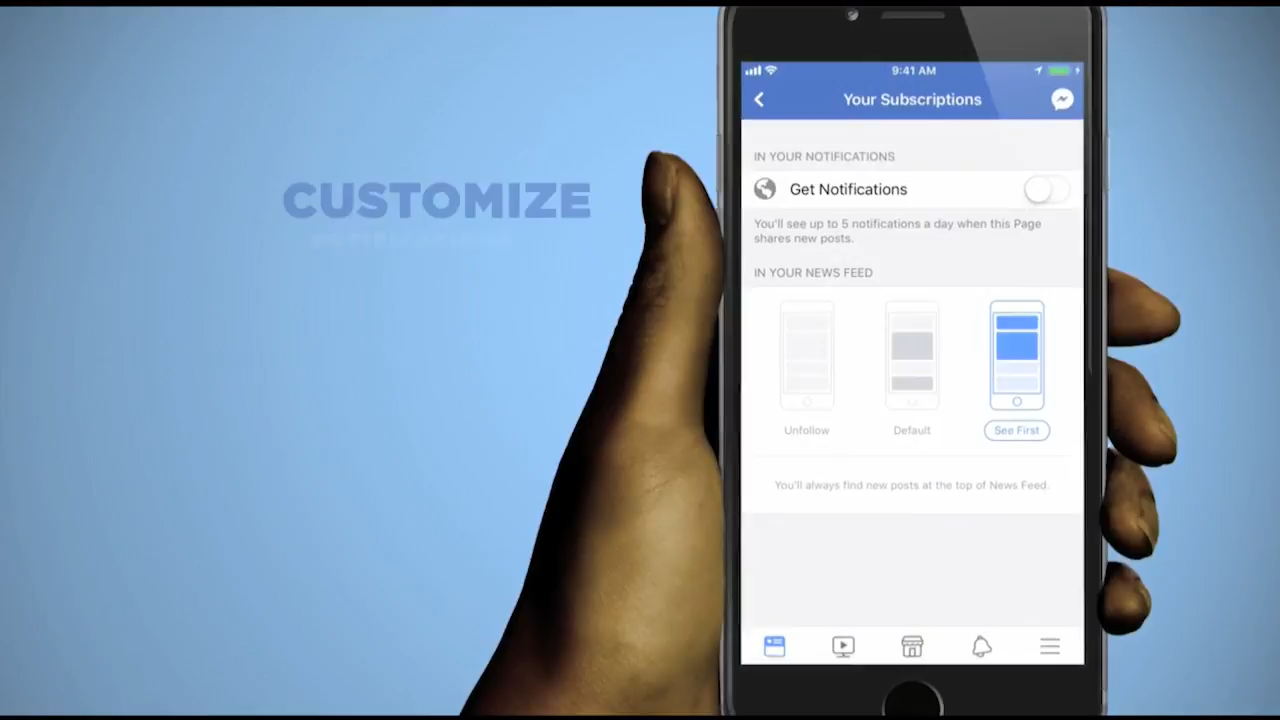 CUSTOMIZE
9:41 AM
Your Subscriptions
IN YOUR NOTIFICATIONS
Get Notifications
You'll see up to 5 notifications a day when this Page
shares new posts.
IN YOUR NEWS FEED
Unfollow
Default
See First
You'll always find new posts at the top of News Feed.